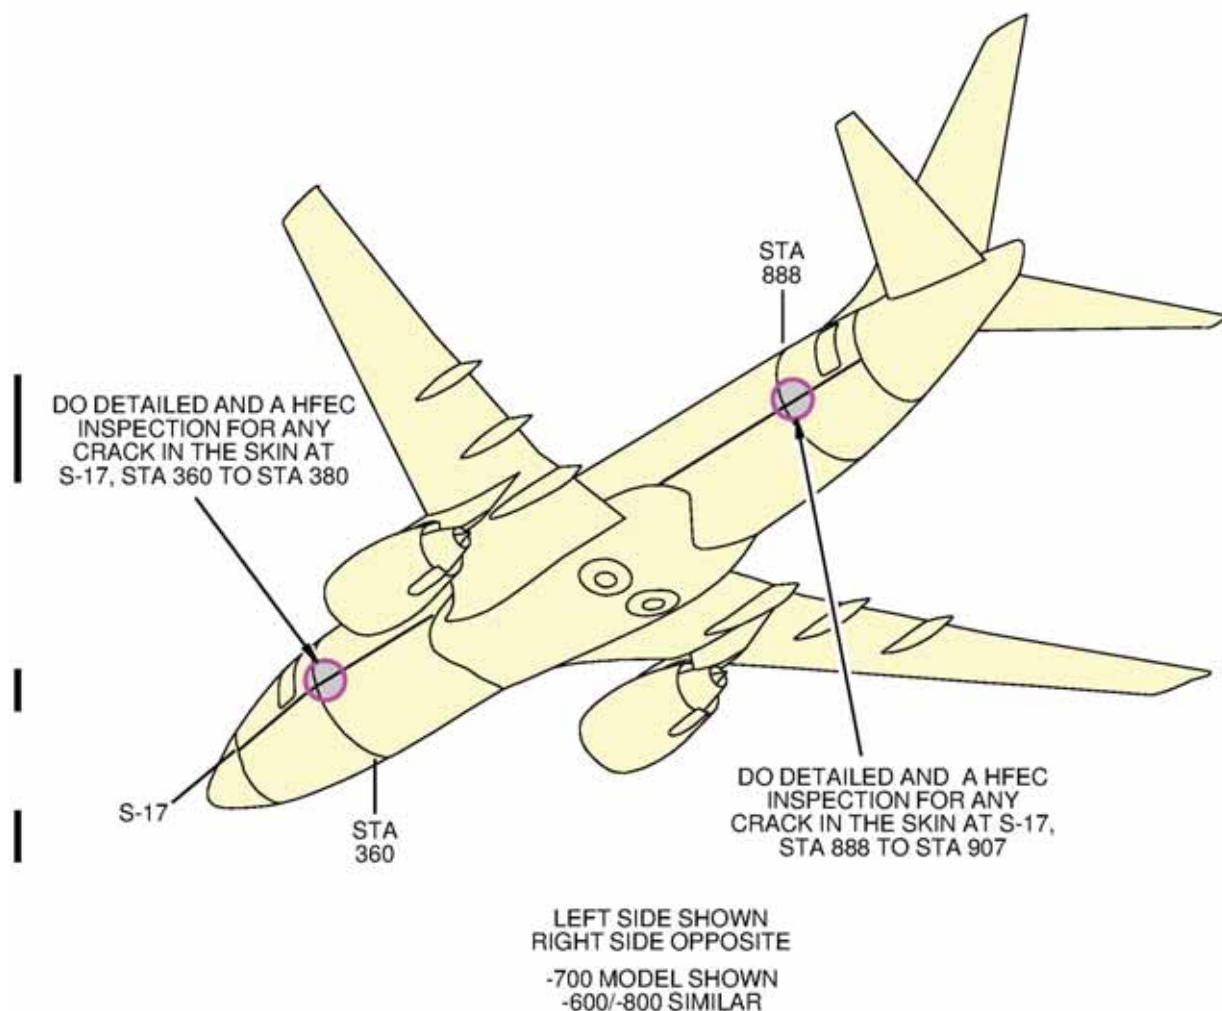 STA
888
DO DETAILED AND A HFEC
INSPECTION FOR ANY
CRACK IN THE SKIN AT
S-17, STA 360 TO STA 380
S-17
STA
360
DO DETAILED AND A HFEC
INSPECTION FOR ANY
CRACK IN THE SKIN AT S-17,
STA 888 TO STA 907
LEFT SIDE SHOWN
RIGHT SIDE OPPOSITE
-700 MODEL SHOWN
-600/-800 SIMILAR